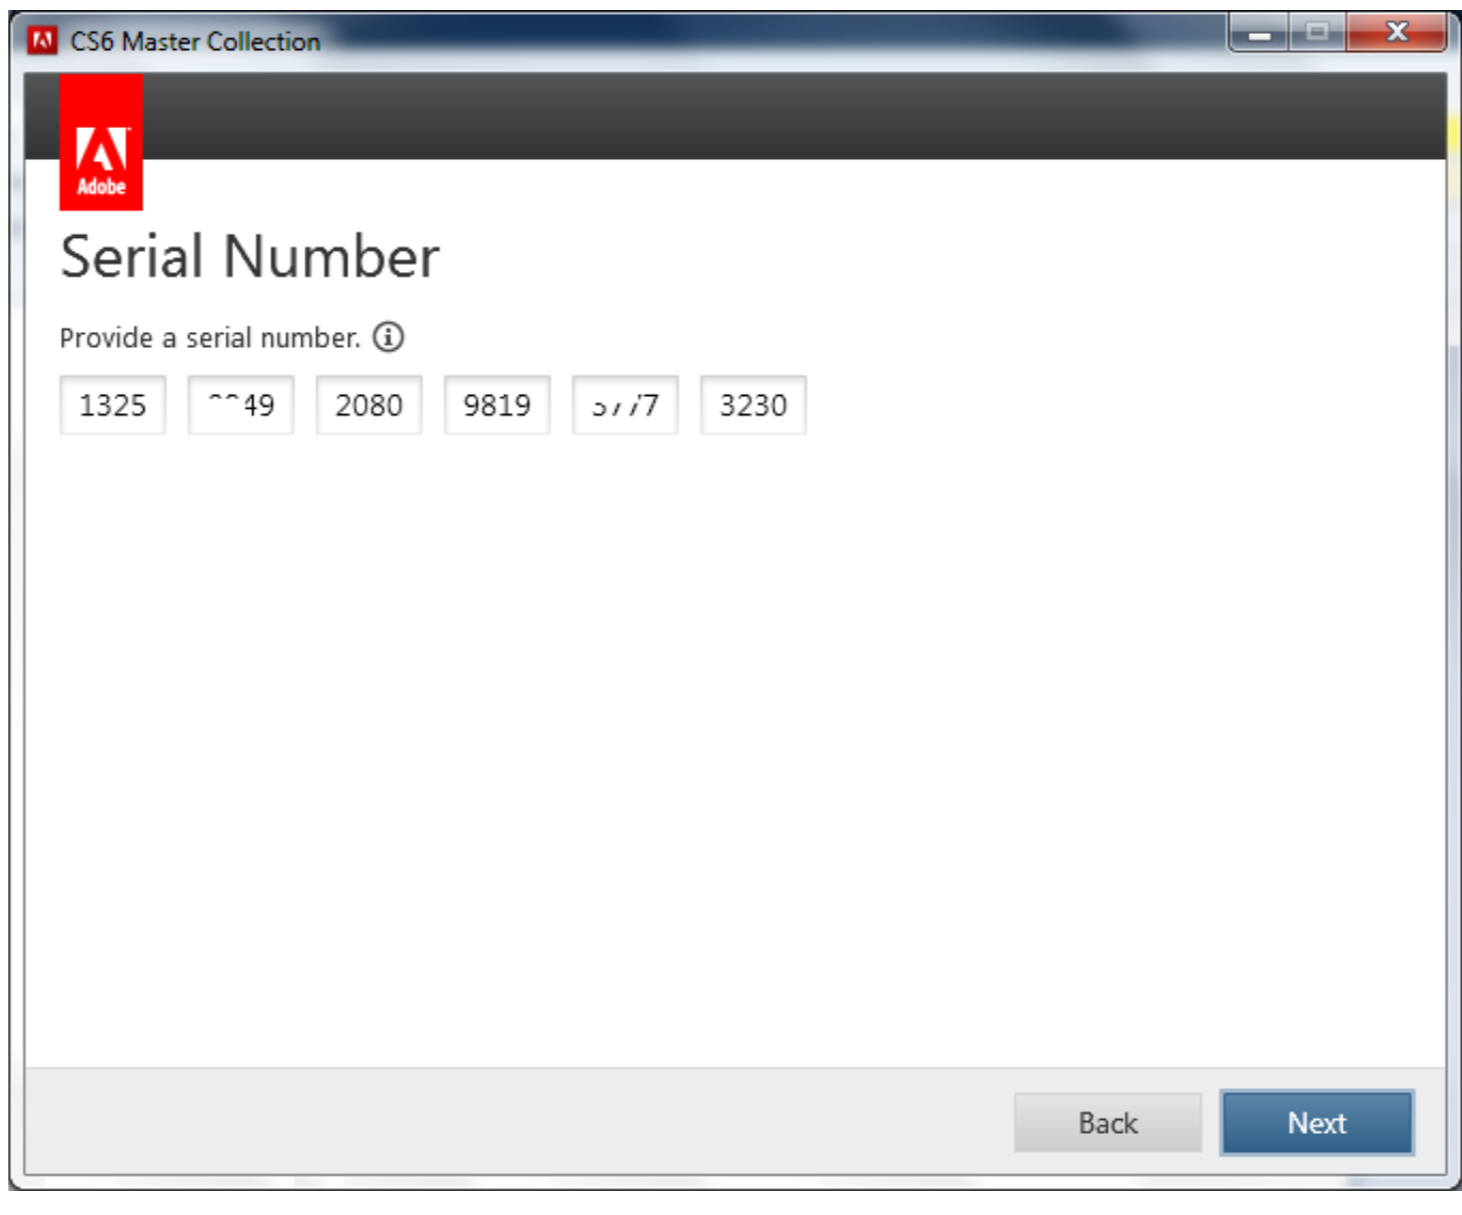 CS6 Master Collection
Adobe
Serial Number
Provide a serial number.
1325 2080 9819 3230
Back Next